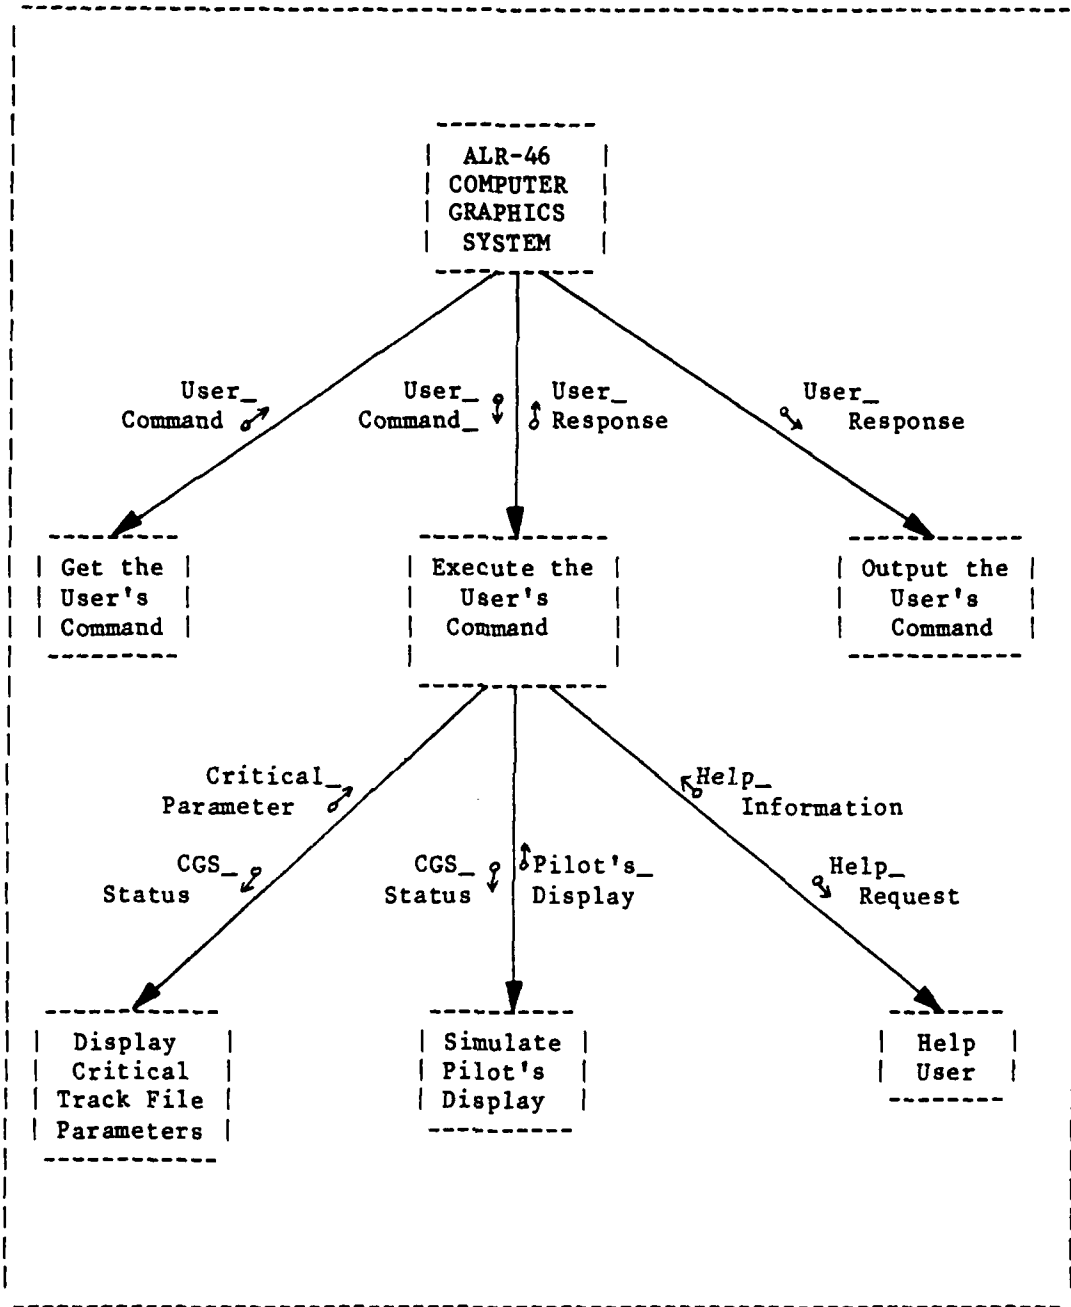 ALR-46
COMPUTER
GRAPHICS
SYSTEM
User_
Command
User_
Command_
User_
Response
User_
Response
Get the
User's
Command
Execute the
User's
Command
Output the
User's
Command
Critical_
Parameter
CGS_
Status
CGS_
Status
Pilot's_
Display
Help_
Information
Help_
Request
Display
Critical
Track File
Parameters
Simulate
Pilot's
Display
Help
User